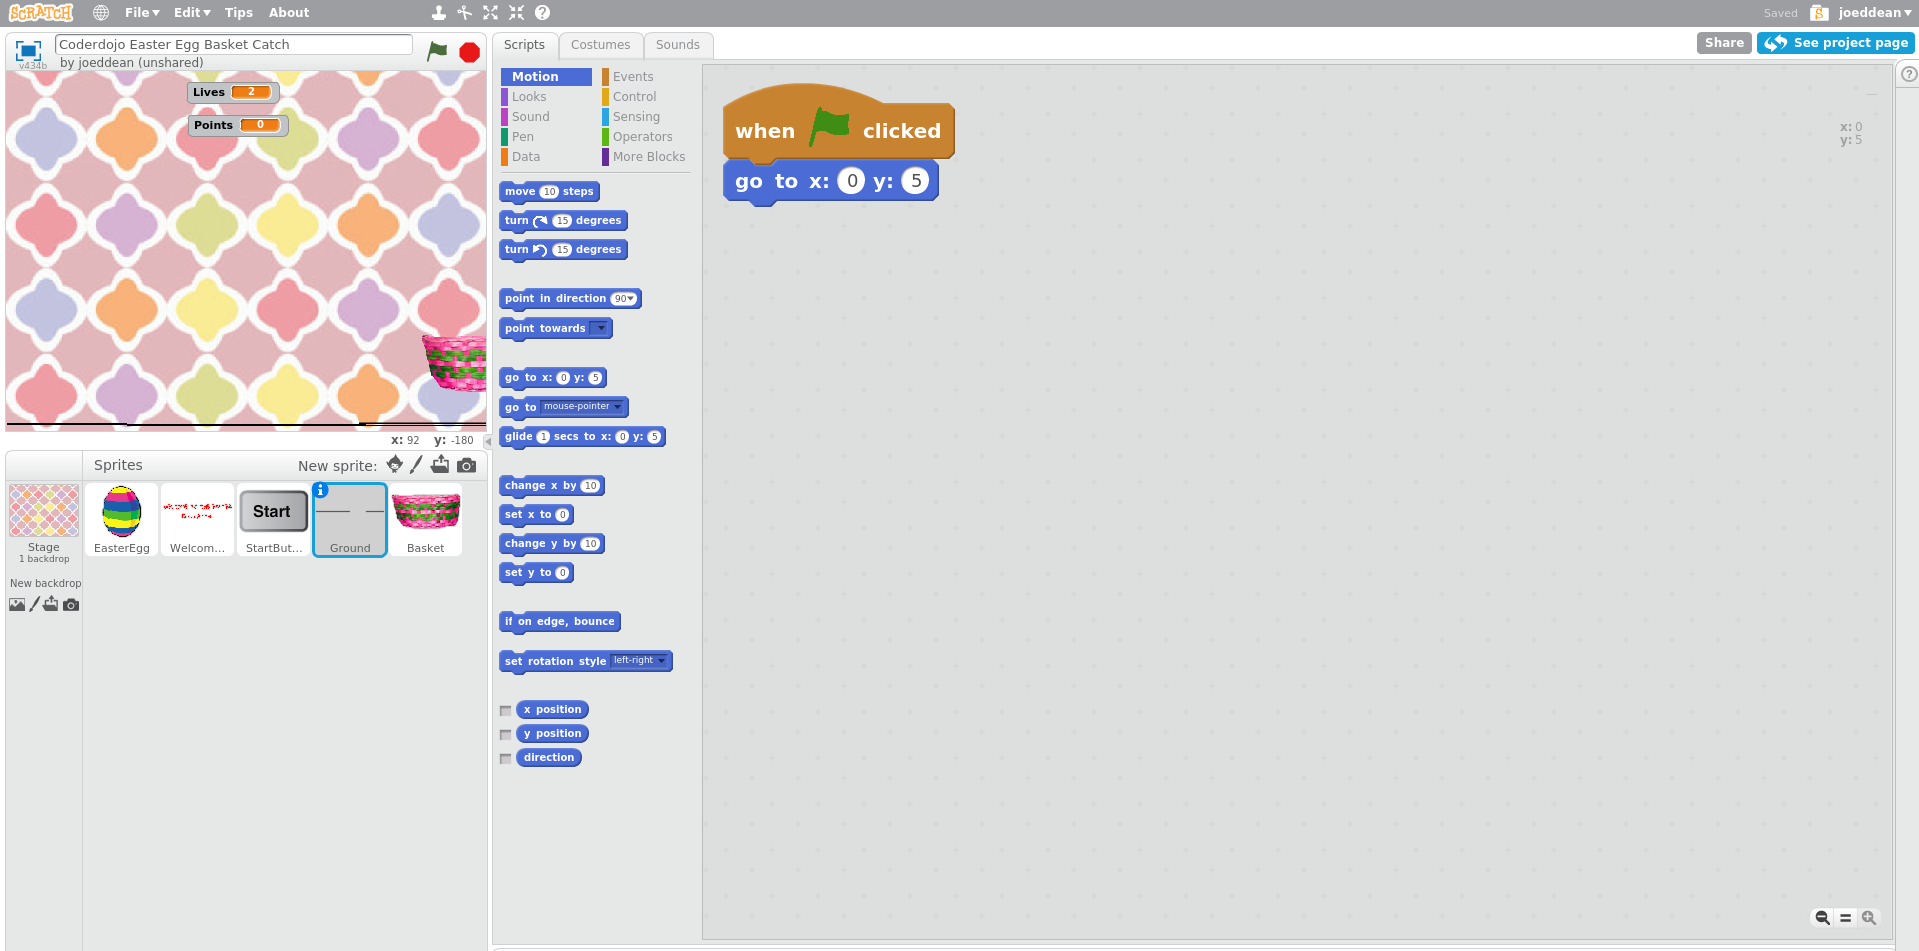 SCRATCH File Edit Tips About Saved joeddean
Coderdojo Easter Egg Basket Catch
by joeddean (unshared)
v434b
Scripts Costumes Sounds
Share See project page
Lives 2
Points 0
x: 92 y: -180
Sprites New sprite:
EasterEgg Welcom... StartBut... Ground Basket
Start
Stage
1 backdrop
New backdrop
Motion Events
Looks Control
Sound Sensing
Pen Operators
Data More Blocks
move 10 steps
turn 15 degrees
turn 15 degrees
point in direction 90
point towards
go to x: 0 y: 5
go to mouse-pointer
glide 1 secs to x: 0 y: 5
change x by 10
set x to 0
change y by 10
set y to 0
if on edge, bounce
set rotation style left-right
x position
y position
direction
when clicked
go to x: 0 y: 5
x: 0
y: 5